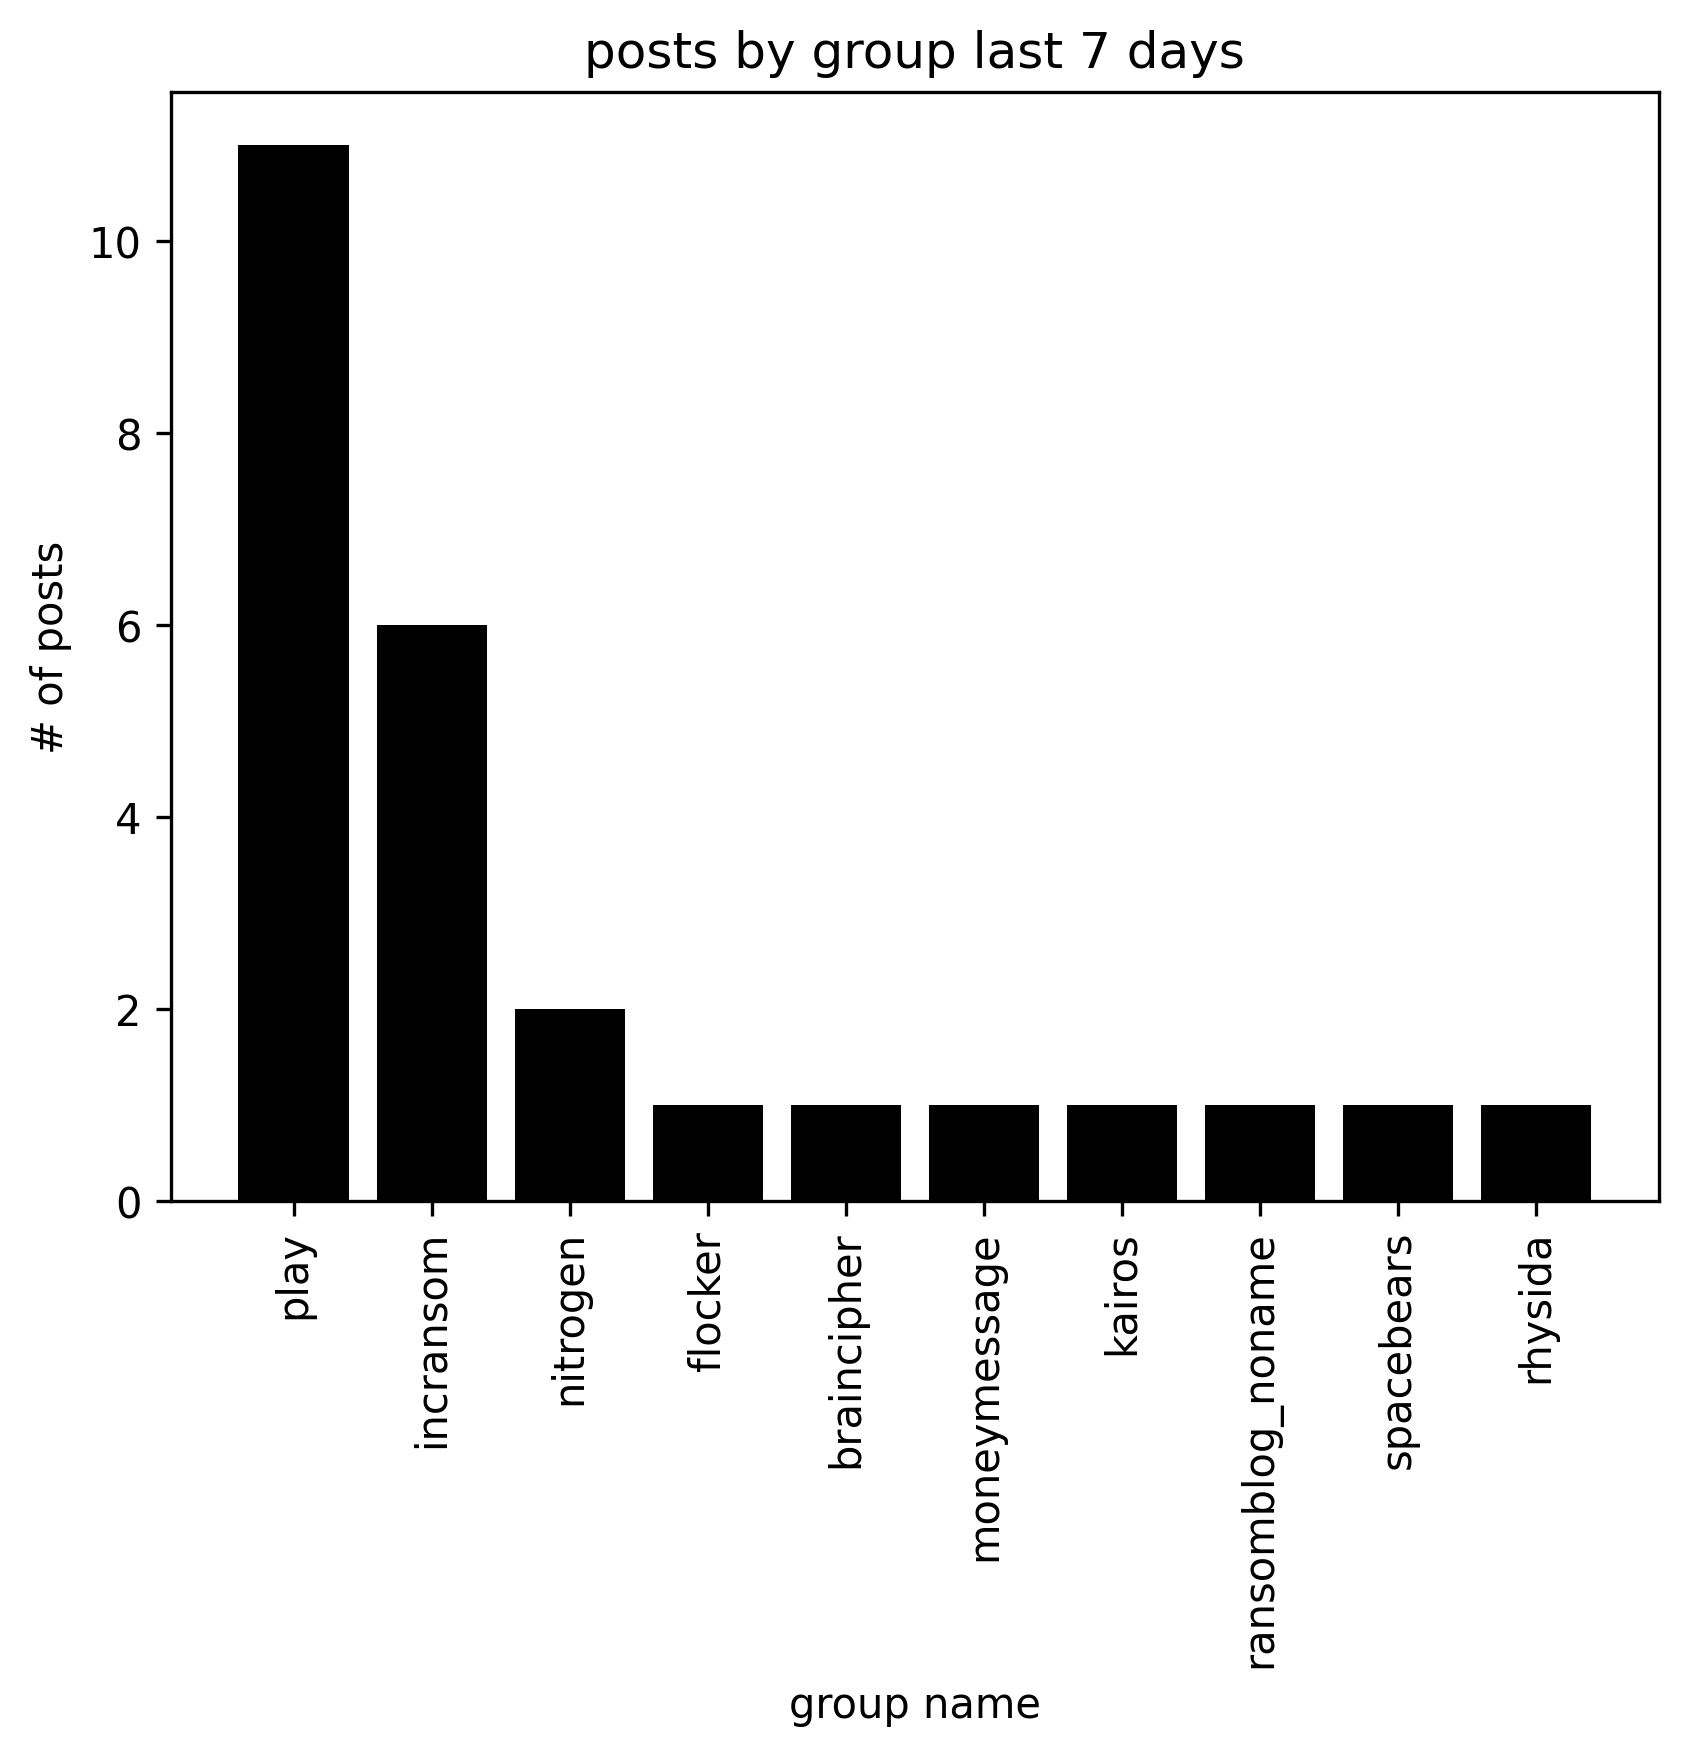 posts by group last 7 days
# of posts
10
8
6
4
2
0
play
incransom
nitrogen
flocker
braincipher
moneymessage
kairos
ransomblog_noname
spacebears
rhysida
group name